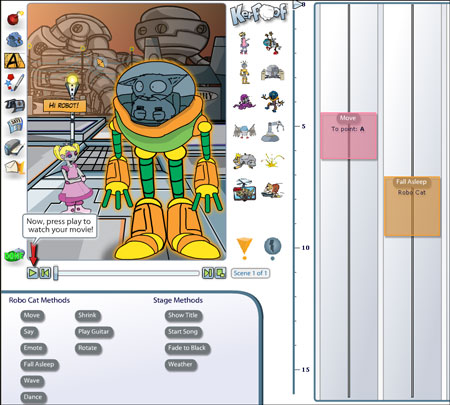 Ke-Foof
A
HI ROBOT!
Now, press play to
watch your movie!
DONE
Scene 1 of 1
Robo Cat Methods
Move
Say
Emote
Fall Asleep
Wave
Dance
Shrink
Play Guitar
Rotate
Stage Methods
Show Title
Start Song
Fade to Black
Weather
5
10
15
Move
To point: A
Fall Asleep
Robo Cat